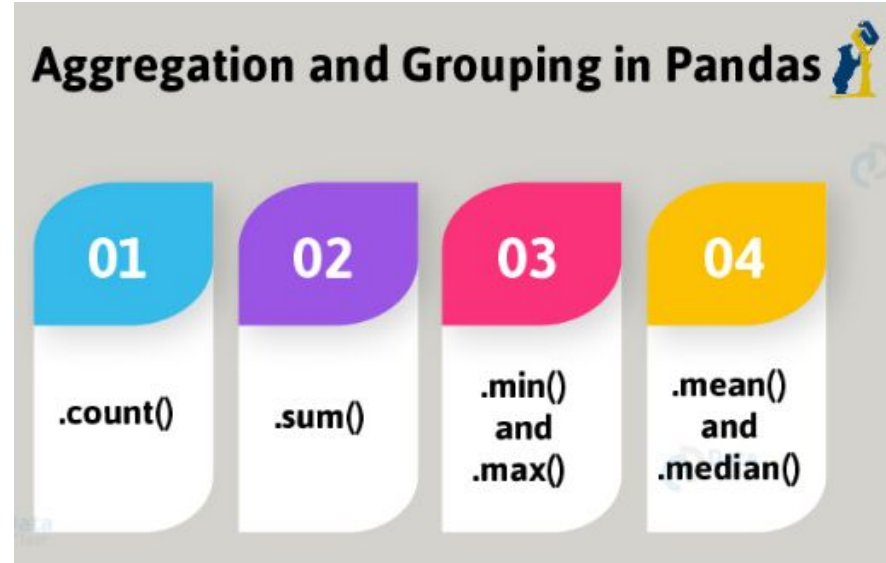 Aggregation and Grouping in Pandas
01
.count()
02
.sum()
03
.min()
and
.max()
04
.mean()
and
.median()